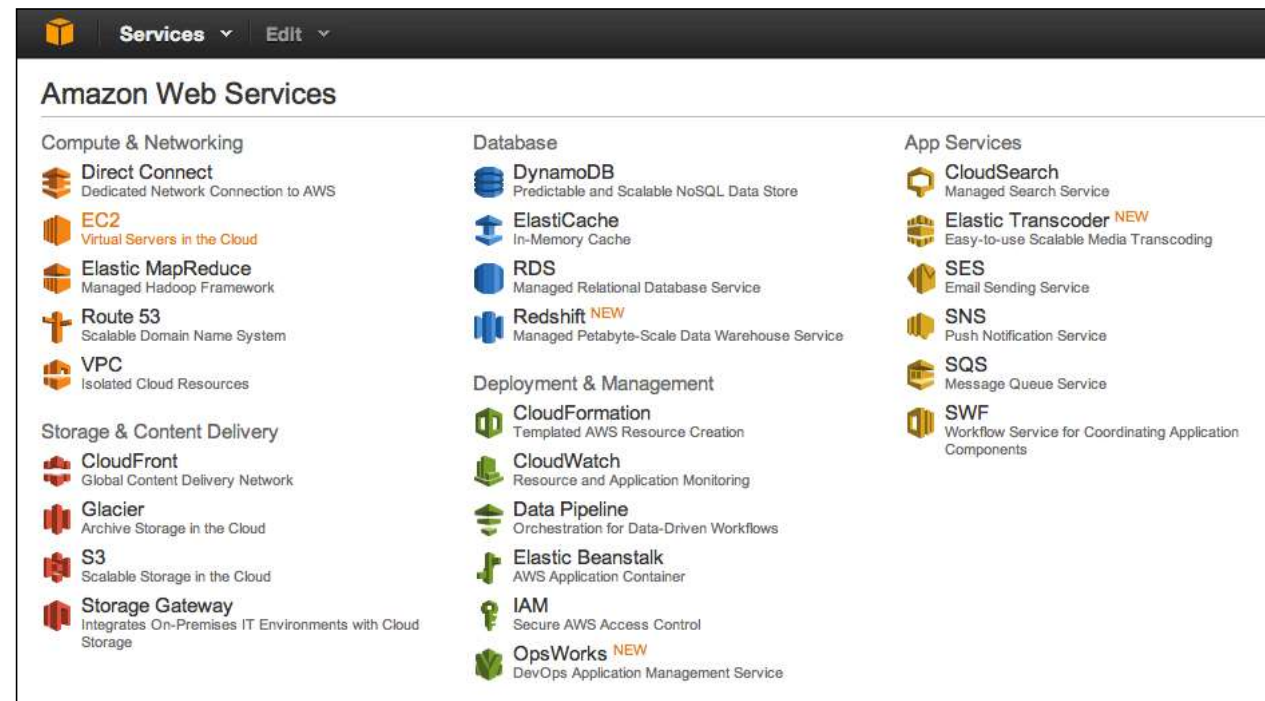 Services Edit
Amazon Web Services
Compute & Networking
Direct Connect
Dedicated Network Connection to AWS
EC2
Virtual Servers in the Cloud
Elastic MapReduce
Managed Hadoop Framework
Route 53
Scalable Domain Name System
VPC
Isolated Cloud Resources
Storage & Content Delivery
CloudFront
Global Content Delivery Network
Glacier
Archive Storage in the Cloud
S3
Scalable Storage in the Cloud
Storage Gateway
Integrates On-Premises IT Environments with Cloud
Storage
Database
DynamoDB
Predictable and Scalable NoSQL Data Store
ElastiCache
In-Memory Cache
RDS
Managed Relational Database Service
Redshift NEW
Managed Petabyte-Scale Data Warehouse Service
Deployment & Management
CloudFormation
Templated AWS Resource Creation
CloudWatch
Resource and Application Monitoring
Data Pipeline
Orchestration for Data-Driven Workflows
Elastic Beanstalk
AWS Application Container
IAM
Secure AWS Access Control
OpsWorks NEW
DevOps Application Management Service
App Services
CloudSearch
Managed Search Service
Elastic Transcoder NEW
Easy-to-use Scalable Media Transcoding
SES
Email Sending Service
SNS
Push Notification Service
SQS
Message Queue Service
SWF
Workflow Service for Coordinating Application
Components